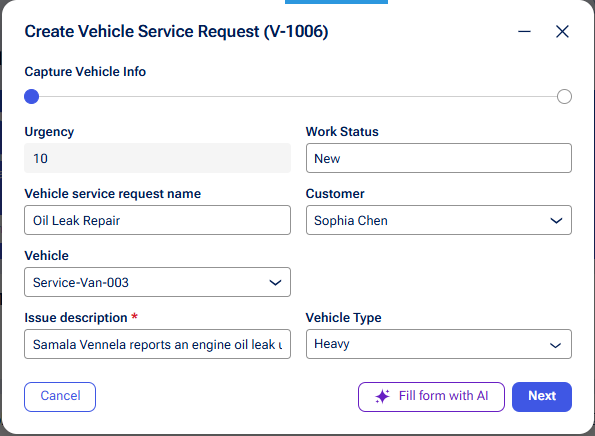 Create Vehicle Service Request (V-1006)
Capture Vehicle Info
Urgency
10
Work Status
New
Vehicle service request name
Oil Leak Repair
Customer
Sophia Chen
Vehicle
Service-Van-003
Issue description *
Samala Vennela reports an engine oil leak
Vehicle Type
Heavy
Cancel
Fill form with AI
Next